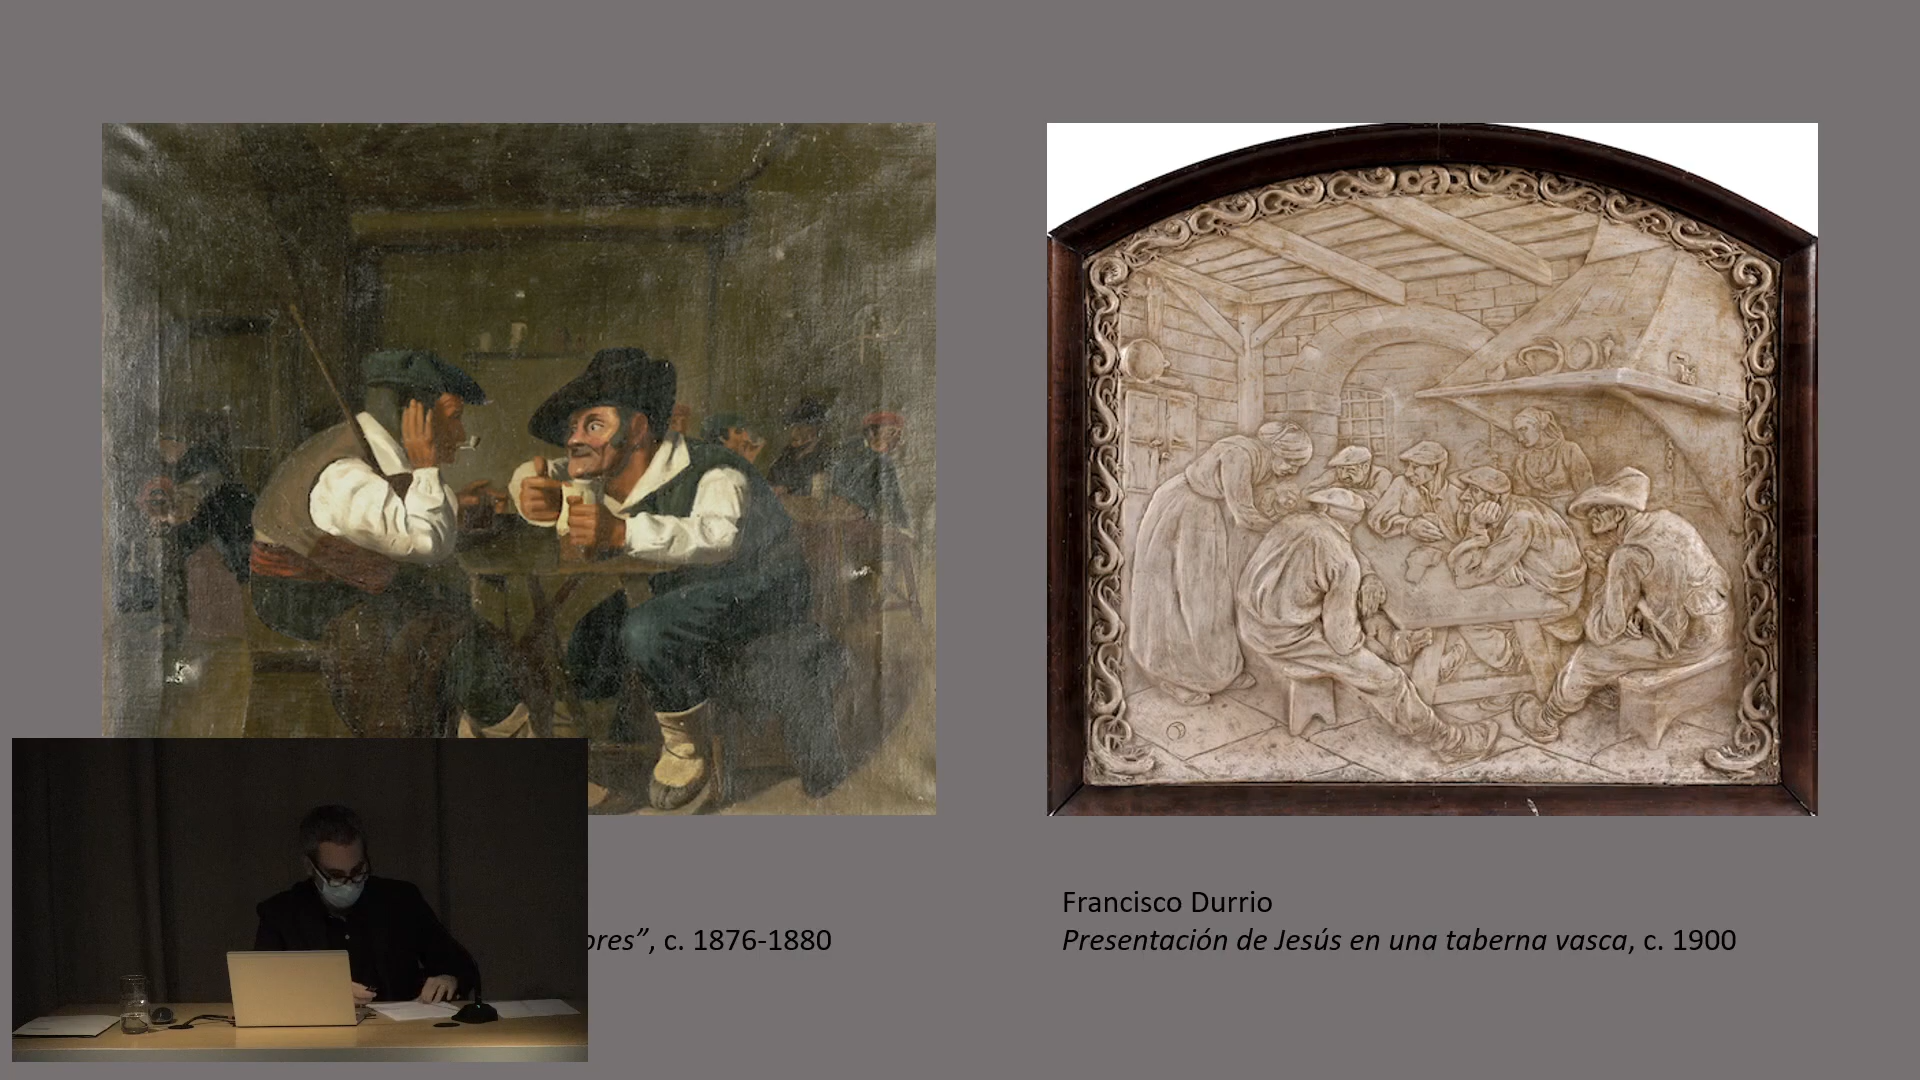 ores”, c. 1876-1880
Francisco Durrio
Presentación de Jesús en una taberna vasca, c. 1900